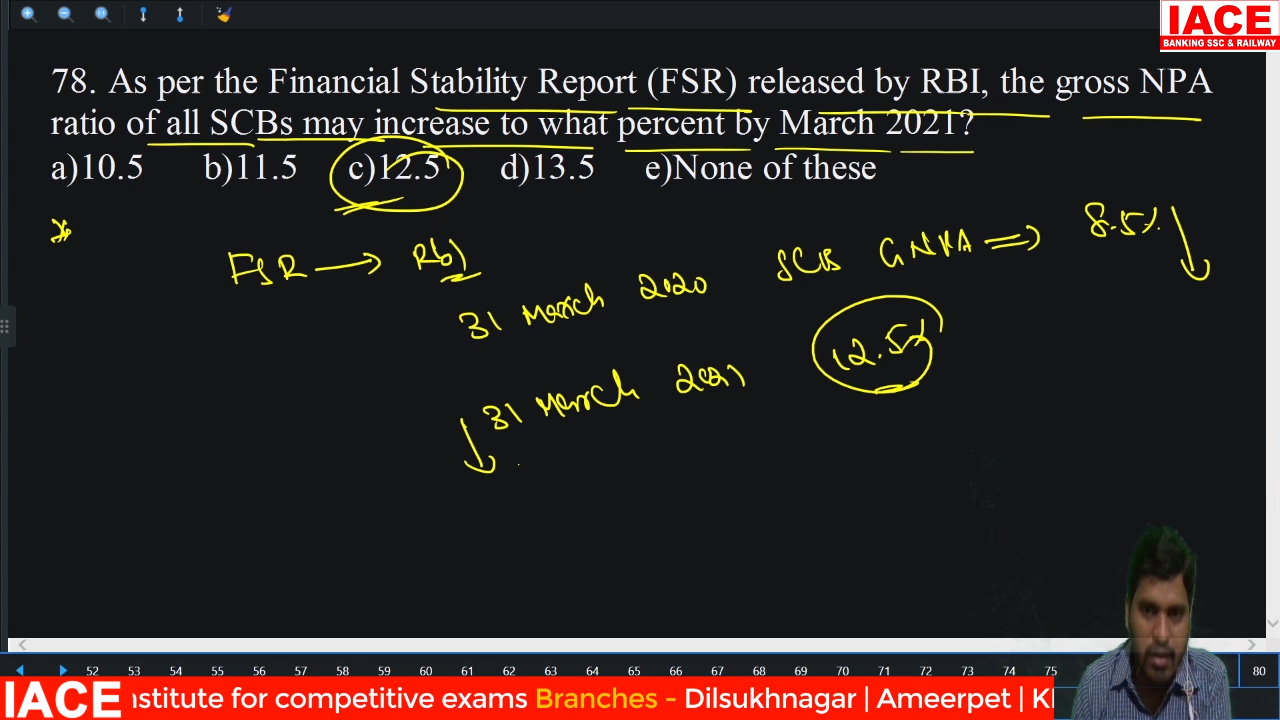 IACE
BANKING SSC & RAILWAY
78. As per the Financial Stability Report (FSR) released by RBI, the gross NPA
ratio of all SCBs may increase to what percent by March 2021?
a)10.5 b)11.5 c)12.5 d)13.5 e)None of these
FSR → Rbi SCB GNPA ⇒ 8.5%
31 March 2020
12.5%
31 March 2021
52 53 54 55 56 57 58 59 60 61 62 63 64 65 66 67 68 69 70 71 72 73 74 75 80
IACE nstitute for competitive exams Branches - Dilsukhnagar | Ameerpet |